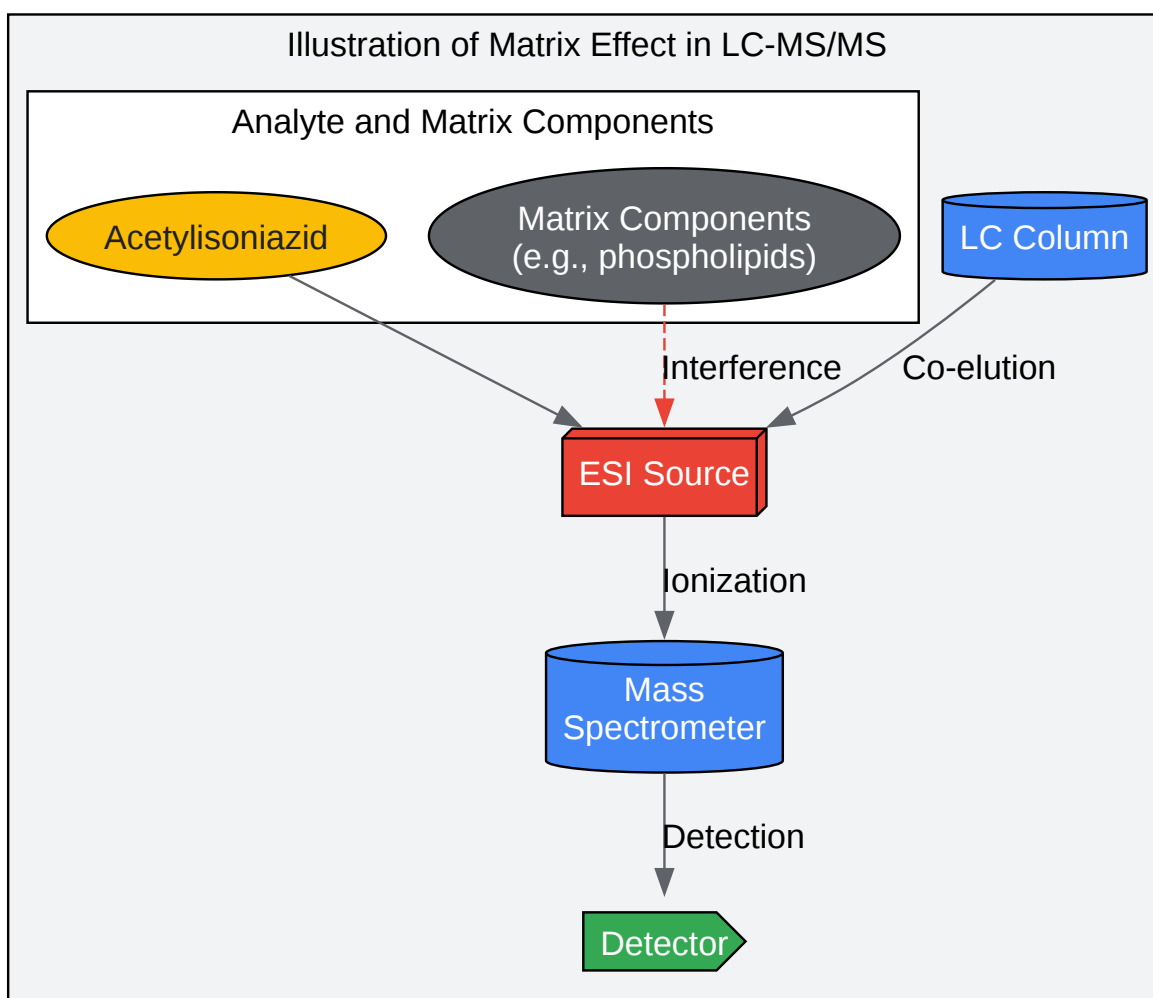 Illustration of Matrix Effect in LC-MS/MS
Analyte and Matrix Components
Acetylisoniazid
Matrix Components
(e.g., phospholipids)
LC Column
Interference
Co-elution
ESI Source
Ionization
Mass
Spectrometer
Detection
Detector